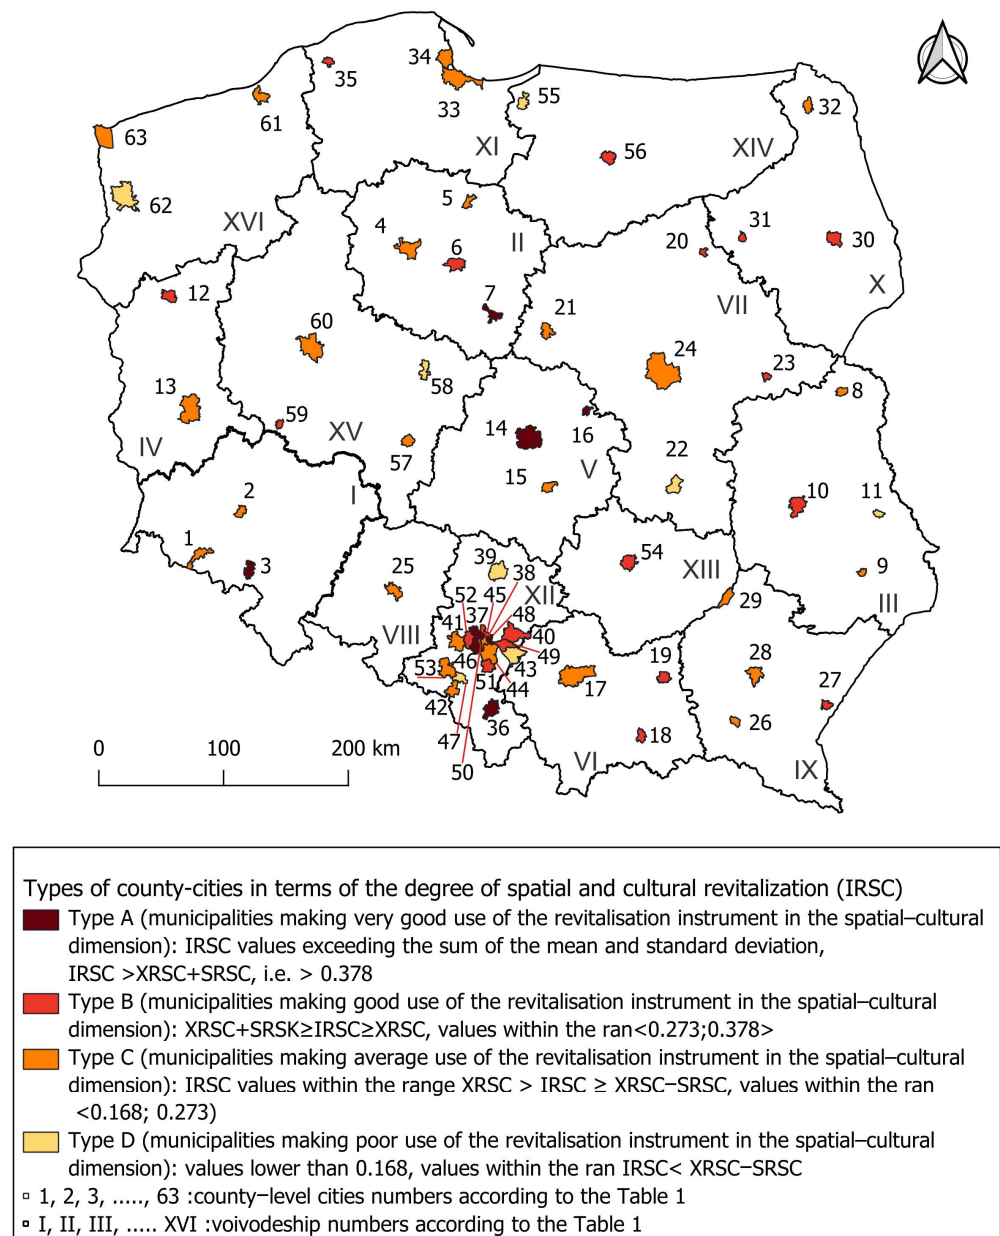 34
35
33
55
32
61
63
XI
56
XIV
5
62
XVI
4
II
31
6
20
30
12
7
VII
X
21
60
24
58
23
13
8
59
14
16
IV
XV
V
57
15
22
I
10
11
2
1
3
39
54
25
38
XIII
9
52
45
XII
29
III
37
48
41
40
VIII
49
28
19
53
46
43
27
51
44
17
42
36
26
18
47
0
100
200 km
50
VI
IX
Types of county-cities in terms of the degree of spatial and cultural revitalization (IRSC)
Type A (municipalities making very good use of the revitalisation instrument in the spatial–cultural
dimension): IRSC values exceeding the sum of the mean and standard deviation,
IRSC >XRSC+SRSC, i.e. > 0.378
Type B (municipalities making good use of the revitalisation instrument in the spatial–cultural
dimension): XRSC+SRSK≥IRSC≥XRSC, values within the ran<0.273;0.378>
Type C (municipalities making average use of the revitalisation instrument in the spatial–cultural
dimension): IRSC values within the range XRSC > IRSC ≥ XRSC−SRSC, values within the ran
<0.168; 0.273)
Type D (municipalities making poor use of the revitalisation instrument in the spatial–cultural
dimension): values lower than 0.168, values within the ran IRSC< XRSC−SRSC
1, 2, 3, ....., 63 :county−level cities numbers according to the Table 1
I, II, III, ..... XVI :voivodeship numbers according to the Table 1